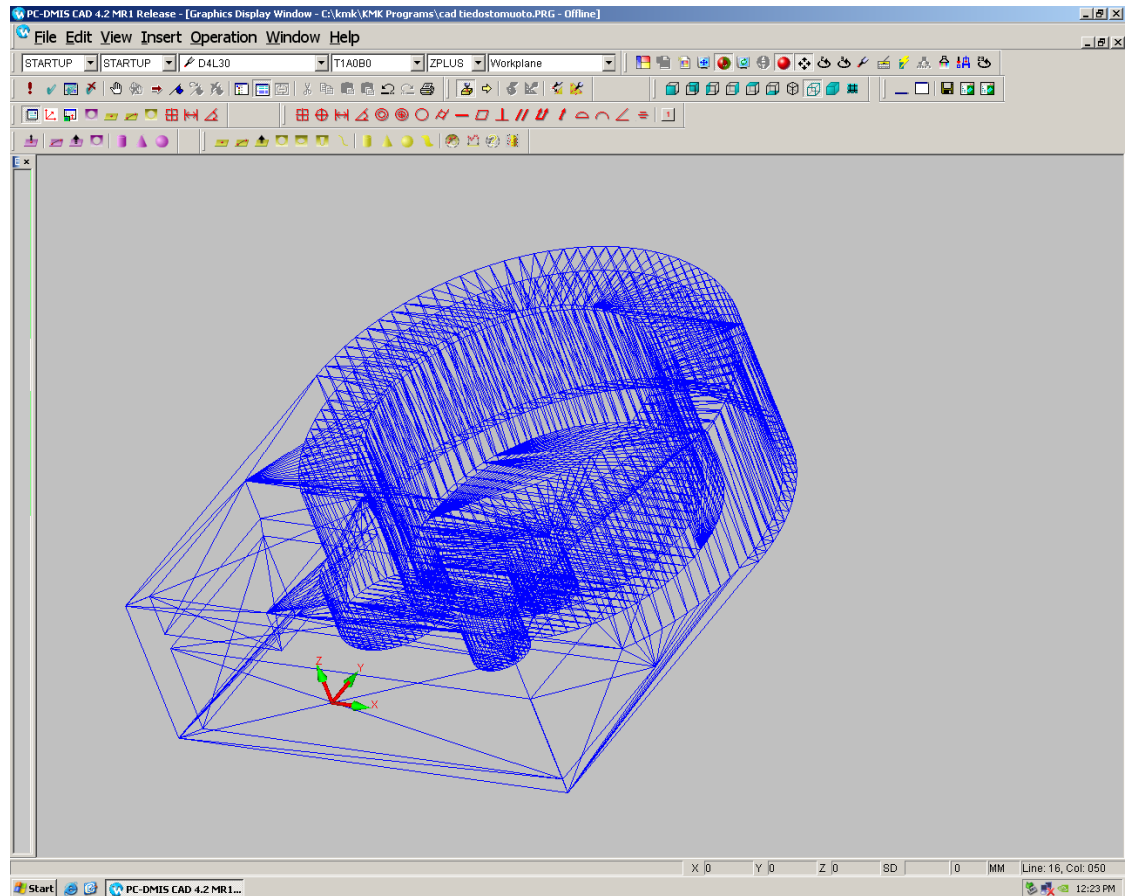 PC-DMIS CAD 4.2 MR1 Release - [Graphics Display Window - C:\kmk\KMK Programs\cad tiedostomuoto.PRG - Offline]
File Edit View Insert Operation Window Help
STARTUP STARTUP D4L30 T1A0B0 ZPLUS Workplane
E
Z
Y
X
X 0 Y 0 Z 0 SD 0 MM Line: 16, Col: 050
Start PC-DMIS CAD 4.2 MR1... 12:23 PM